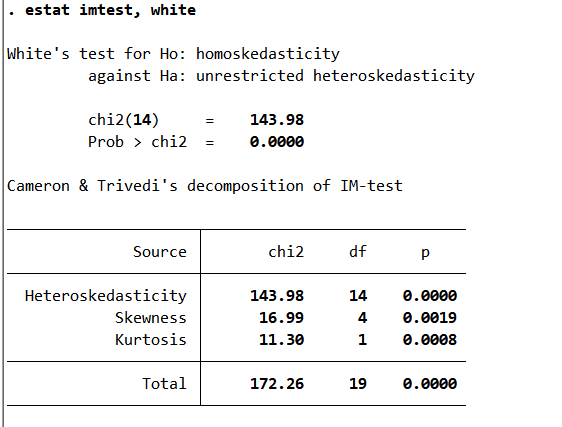 . estat imtest, white
White's test for Ho: homoskedasticity
against Ha: unrestricted heteroskedasticity
chi2(14) = 143.98
Prob > chi2 = 0.0000
Cameron & Trivedi's decomposition of IM-test
Source chi2 df p
Heteroskedasticity 143.98 14 0.0000
Skewness 16.99 4 0.0019
Kurtosis 11.30 1 0.0008
Total 172.26 19 0.0000